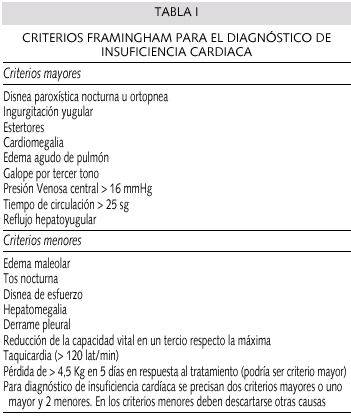 TABLA I
CRITERIOS FRAMINGHAM PARA EL DIAGNÓSTICO DE
INSUFICIENCIA CARDIACA
Criterios mayores
Disnea paroxística nocturna u ortopnea
Ingurgitación yugular
Estertores
Cardiomegalia
Edema agudo de pulmón
Galope por tercer tono
Presión Venosa central > 16 mmHg
Tiempo de circulación > 25 sg
Reflujo hepatoyugular
Criterios menores
Edema maleolar
Tos nocturna
Disnea de esfuerzo
Hepatomegalia
Derrame pleural
Reducción de la capacidad vital en un tercio respecto la máxima
Taquicardia (> 120 lat/min)
Pérdida de > 4,5 Kg en 5 días en respuesta al tratamiento (podría ser criterio mayor)
Para diagnóstico de insuficiencia cardíaca se precisan dos criterios mayores o uno
mayor y 2 menores. En los criterios menores deben descartarse otras causas